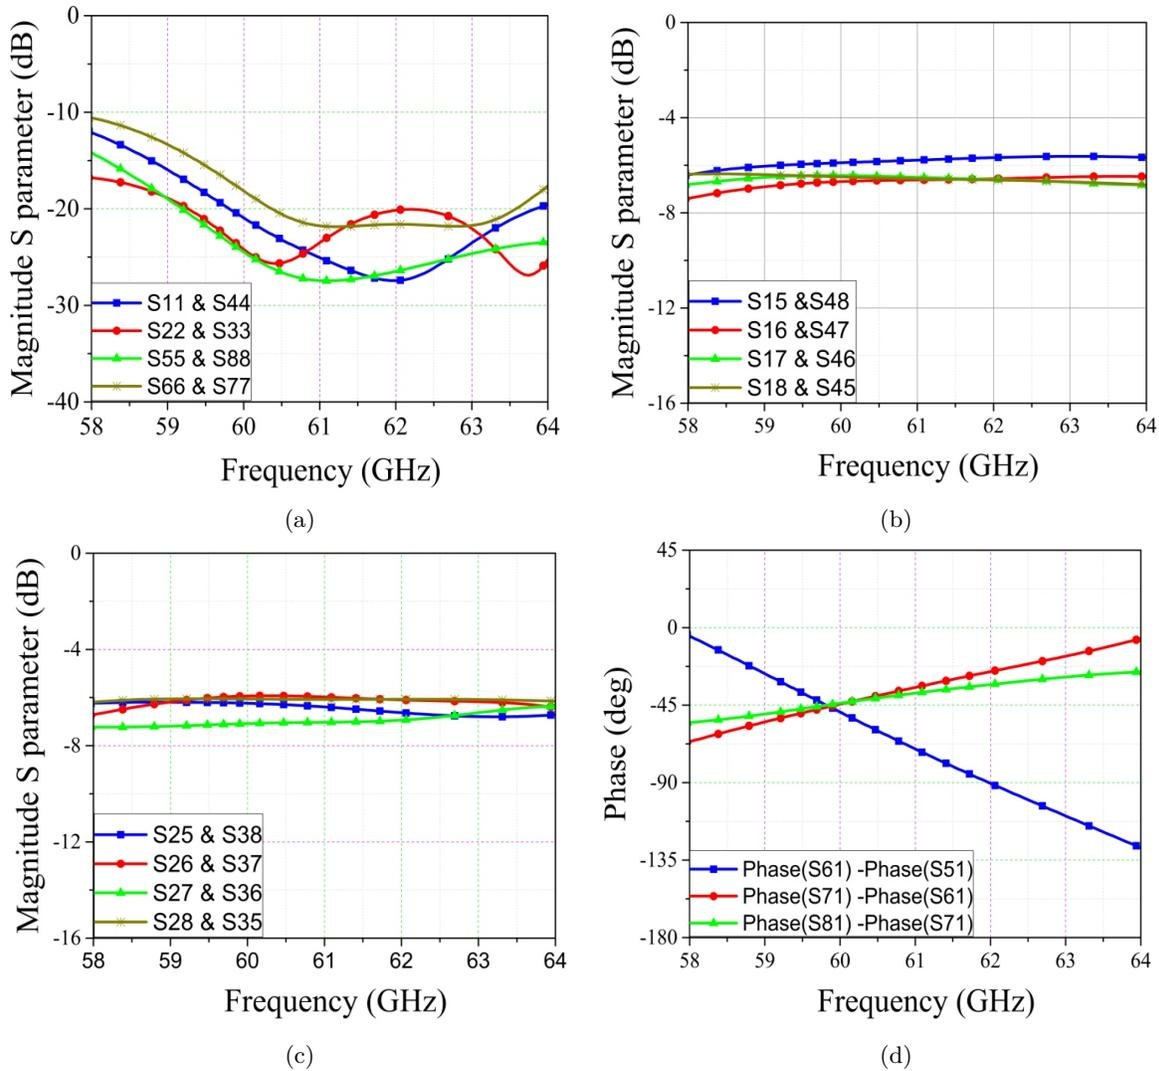 Magnitude S parameter (dB)
0
-10
-20
-30
-40
S11 & S44
S22 & S33
S55 & S88
S66 & S77
58 59 60 61 62 63 64
Frequency (GHz)
(a)
Magnitude S parameter (dB)
0
-4
-8
-12
-16
S15 &S48
S16 &S47
S17 & S46
S18 & S45
58 59 60 61 62 63 64
Frequency (GHz)
(b)
Magnitude S parameter (dB)
0
-4
-8
-12
-16
S25 & S38
S26 & S37
S27 & S36
S28 & S35
58 59 60 61 62 63 64
Frequency (GHz)
(c)
Phase (deg)
45
0
-45
-90
-135
-180
Phase(S61) -Phase(S51)
Phase(S71) -Phase(S61)
Phase(S81) -Phase(S71)
58 59 60 61 62 63 64
Frequency (GHz)
(d)